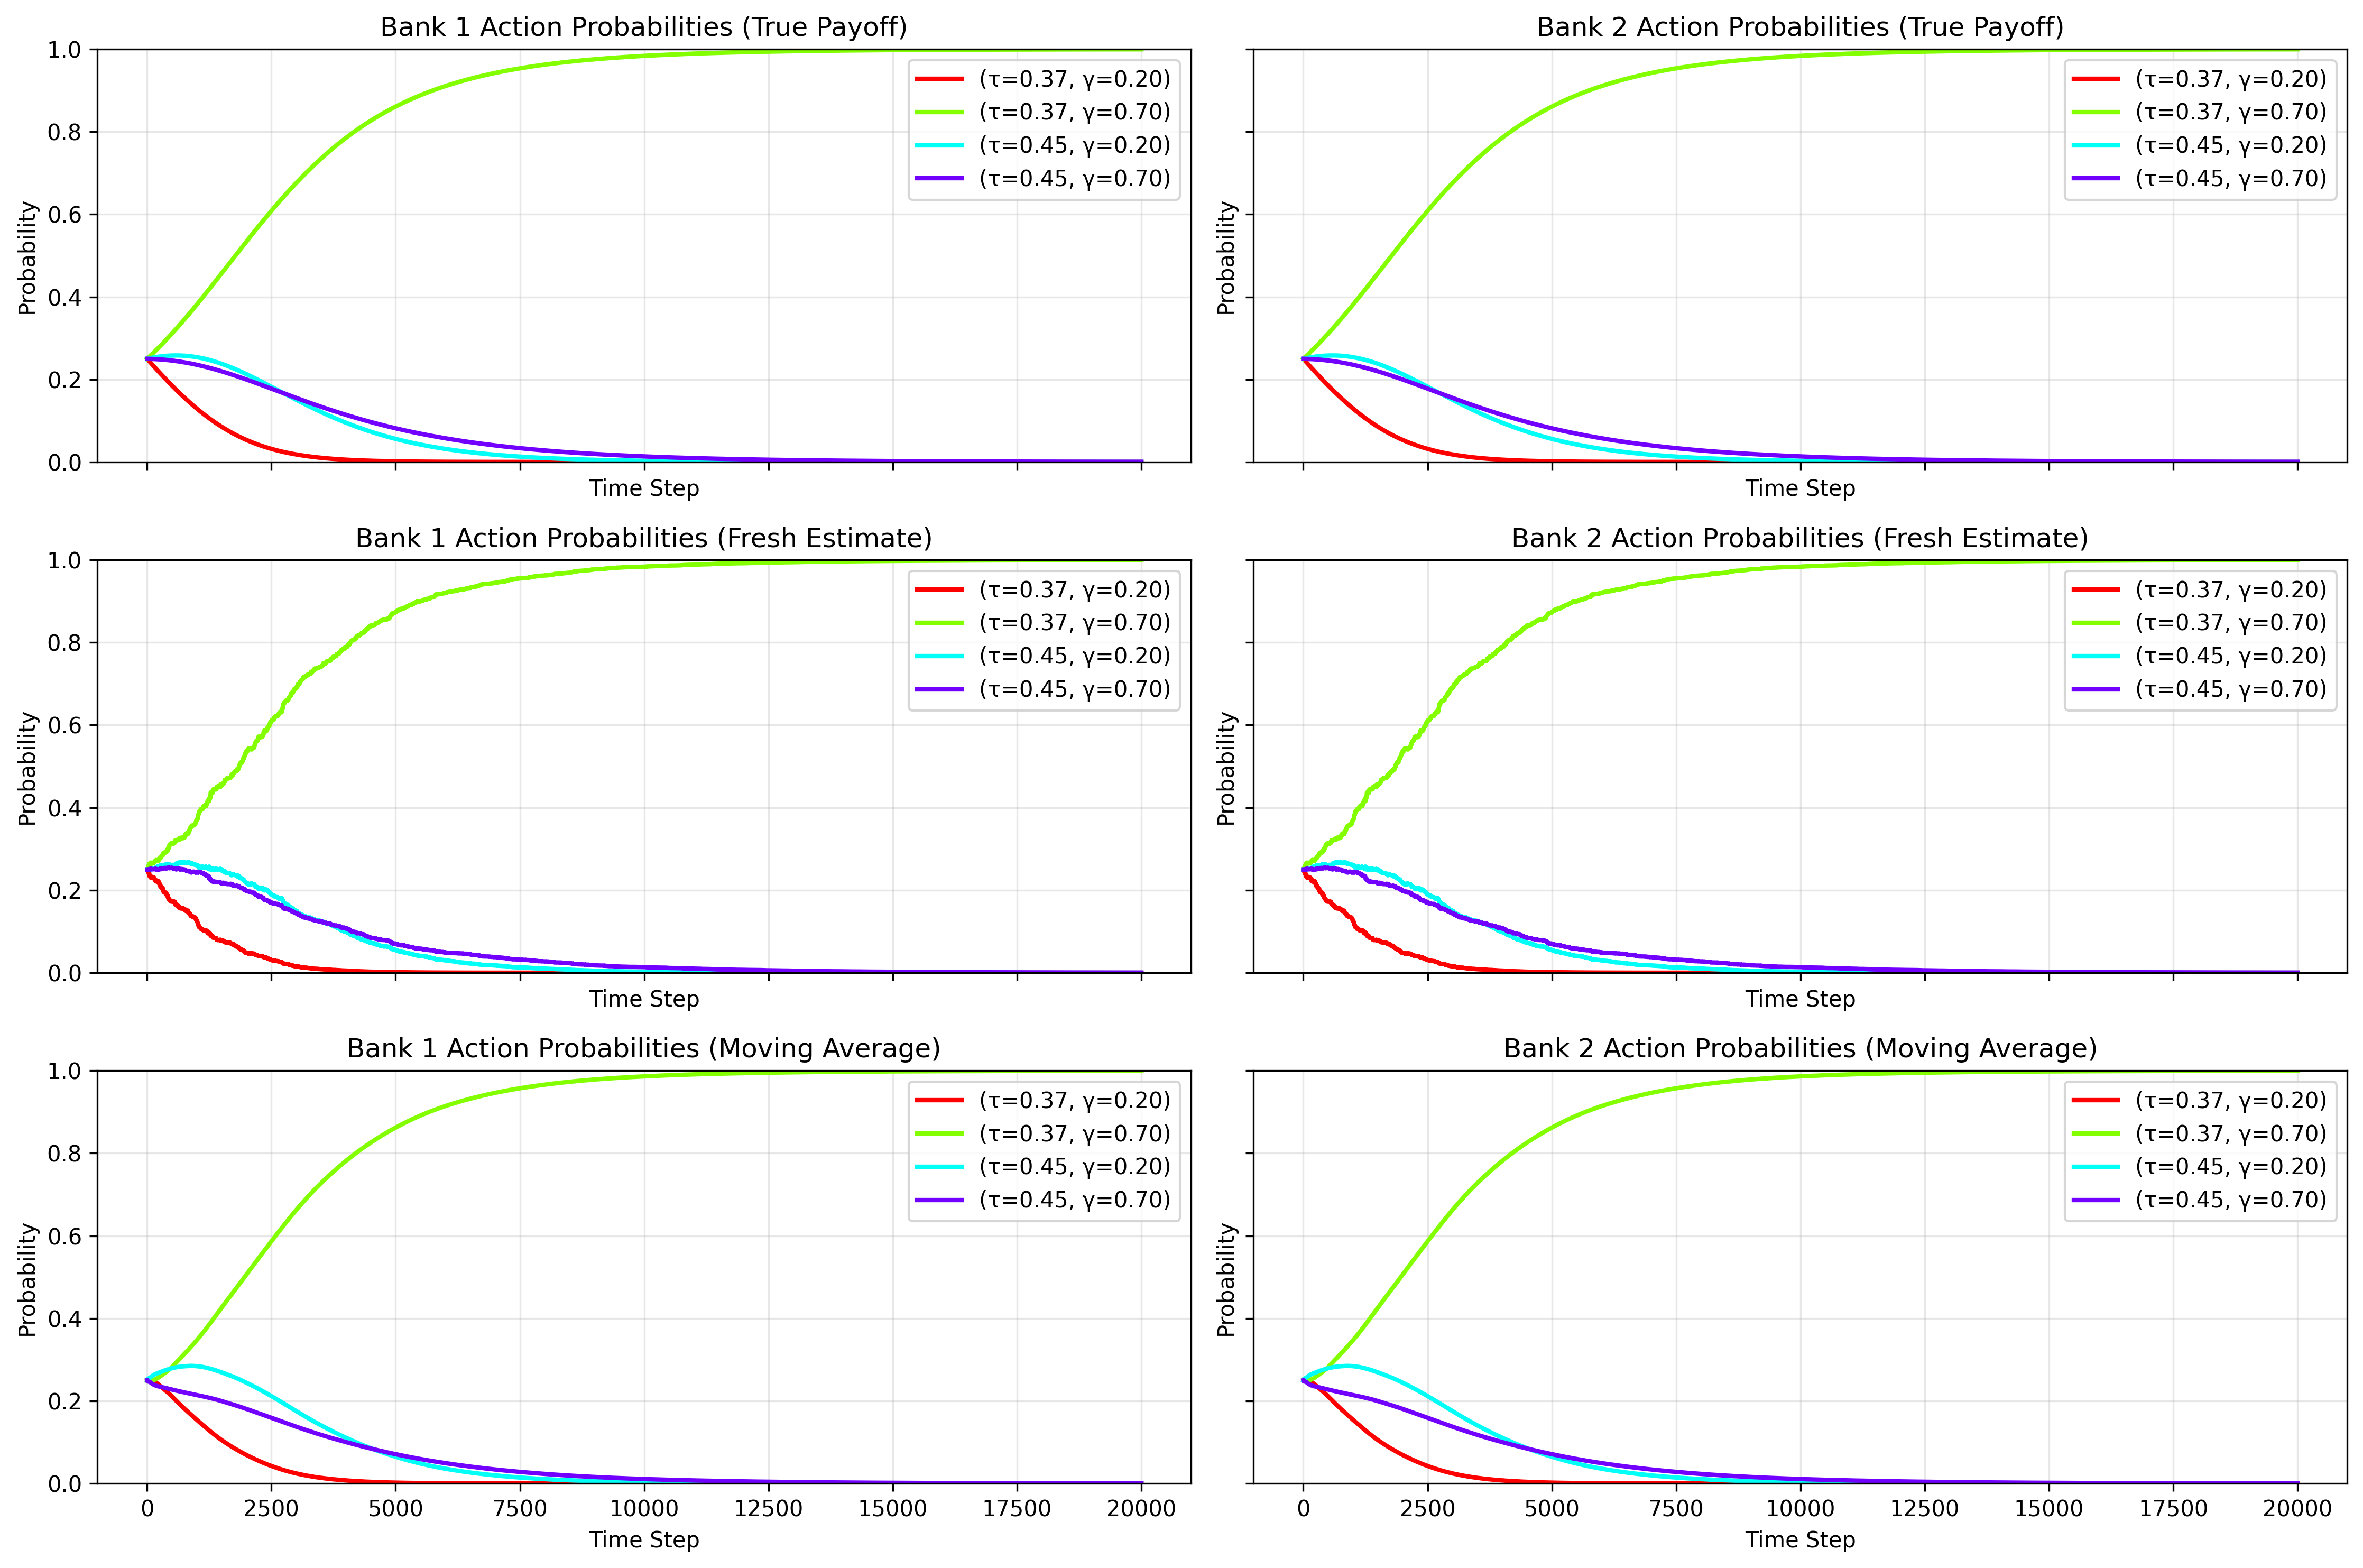 Bank 1 Action Probabilities (True Payoff)
Probability
1.0
0.8
0.6
0.4
0.2
0.0
(τ=0.37, γ=0.20)
(τ=0.37, γ=0.70)
(τ=0.45, γ=0.20)
(τ=0.45, γ=0.70)
Time Step
Bank 2 Action Probabilities (True Payoff)
Probability
(τ=0.37, γ=0.20)
(τ=0.37, γ=0.70)
(τ=0.45, γ=0.20)
(τ=0.45, γ=0.70)
Time Step
Bank 1 Action Probabilities (Fresh Estimate)
Probability
1.0
0.8
0.6
0.4
0.2
0.0
(τ=0.37, γ=0.20)
(τ=0.37, γ=0.70)
(τ=0.45, γ=0.20)
(τ=0.45, γ=0.70)
Time Step
Bank 2 Action Probabilities (Fresh Estimate)
Probability
(τ=0.37, γ=0.20)
(τ=0.37, γ=0.70)
(τ=0.45, γ=0.20)
(τ=0.45, γ=0.70)
Time Step
Bank 1 Action Probabilities (Moving Average)
Probability
1.0
0.8
0.6
0.4
0.2
0.0
(τ=0.37, γ=0.20)
(τ=0.37, γ=0.70)
(τ=0.45, γ=0.20)
(τ=0.45, γ=0.70)
0 2500 5000 7500 10000 12500 15000 17500 20000
Time Step
Bank 2 Action Probabilities (Moving Average)
Probability
(τ=0.37, γ=0.20)
(τ=0.37, γ=0.70)
(τ=0.45, γ=0.20)
(τ=0.45, γ=0.70)
0 2500 5000 7500 10000 12500 15000 17500 20000
Time Step